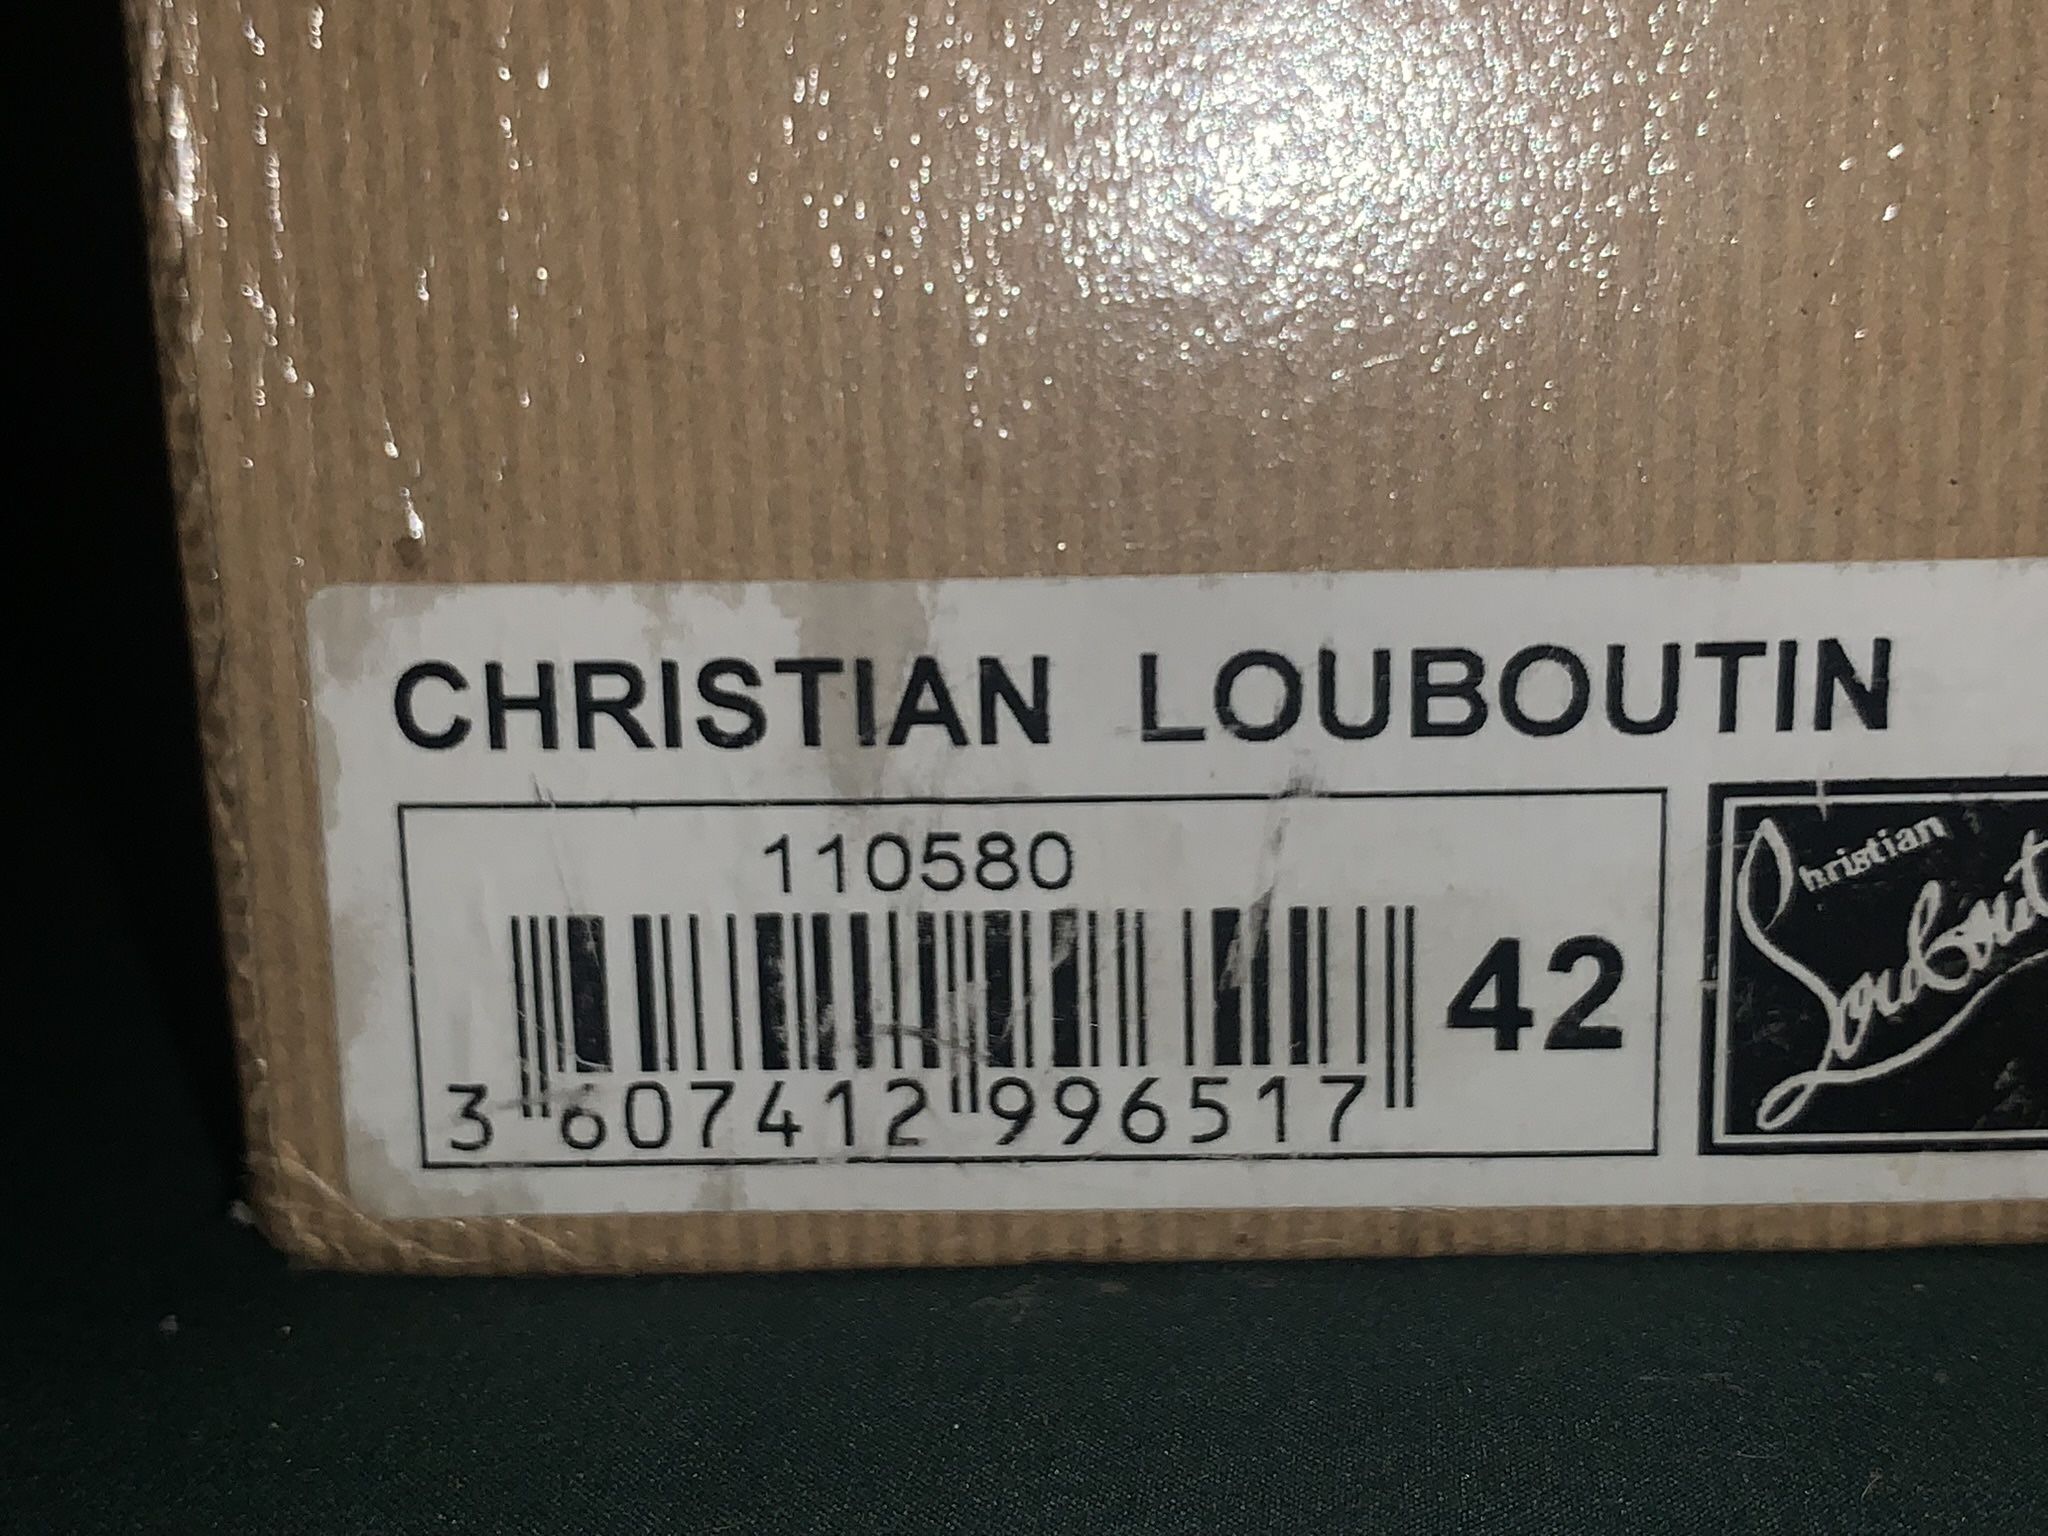 CHRISTIAN LOUBOUTIN
110580
42
3 607412 996517
Christian